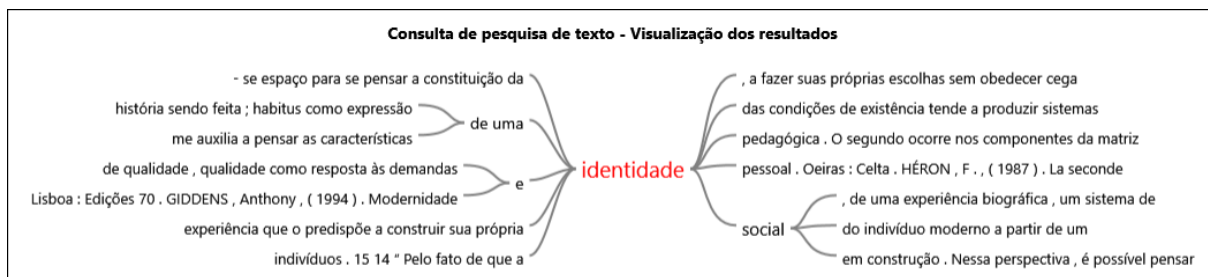 Consulta de pesquisa de texto - Visualização dos resultados
- se espaço para se pensar a constituição da
história sendo feita ; habitus como expressão
me auxilia a pensar as características
de uma
de qualidade , qualidade como resposta às demandas
Lisboa : Edições 70 . GIDDENS , Anthony , ( 1994 ) . Modernidade
e
experiência que o predispõe a construir sua própria
indivíduos . 15 14 “ Pelo fato de que a
identidade
, a fazer suas próprias escolhas sem obedecer cega
das condições de existência tende a produzir sistemas
pedagógica . O segundo ocorre nos componentes da matriz
pessoal . Oeiras : Celta . HÉRON , F . , ( 1987 ) . La seconde
social
, de uma experiência biográfica , um sistema de
do indivíduo moderno a partir de um
em construção . Nessa perspectiva , é possível pensar